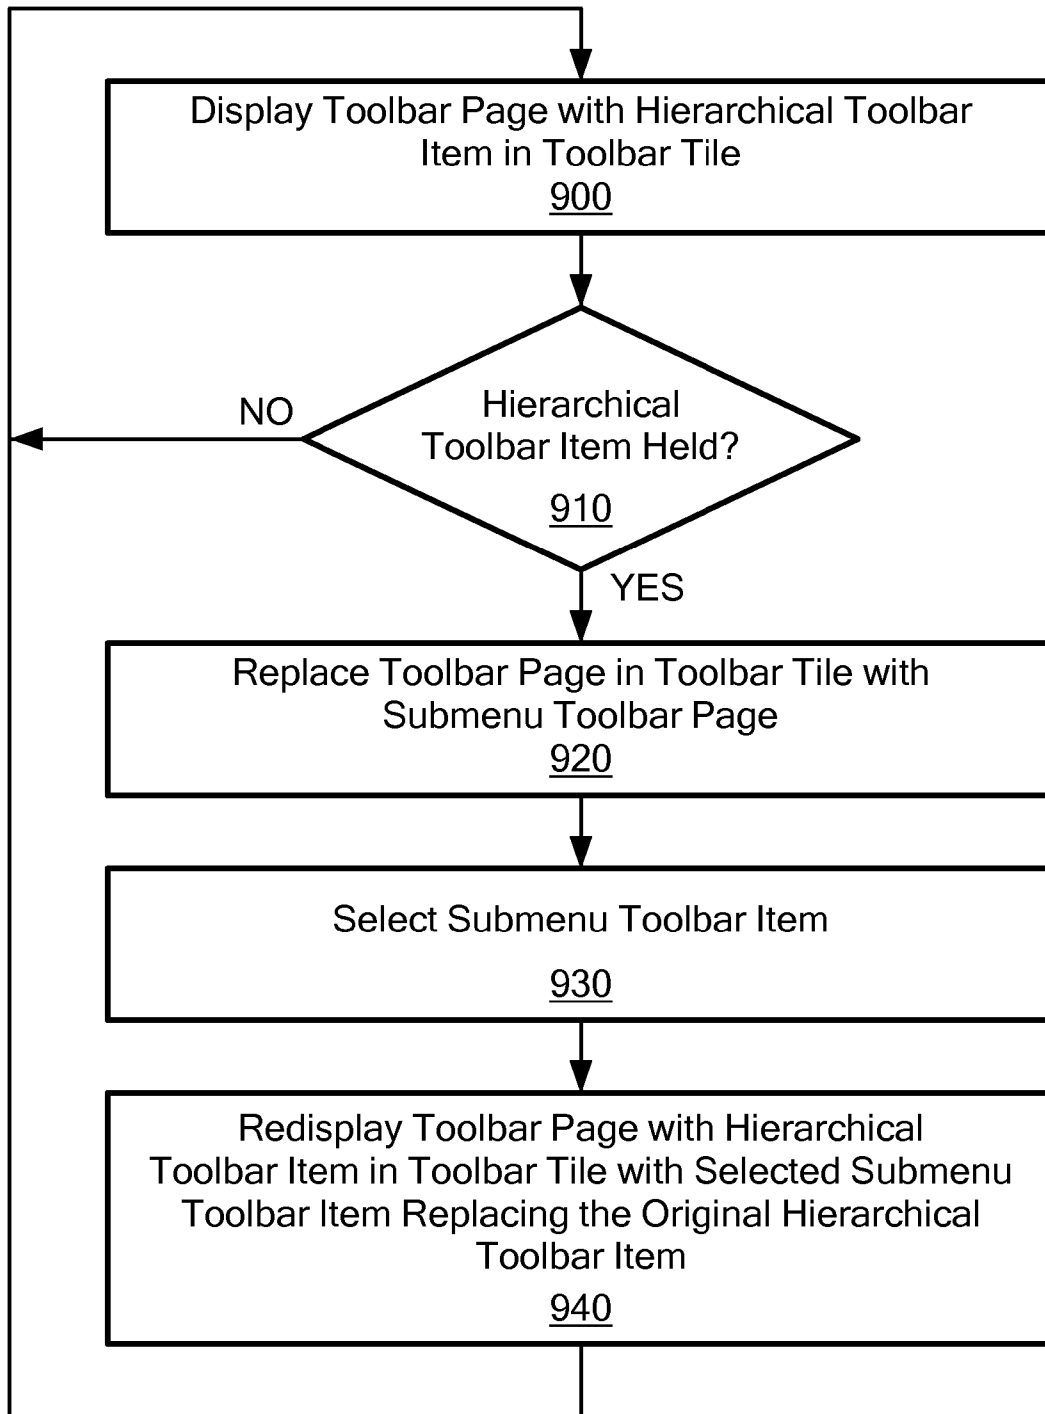 Display Toolbar Page with Hierarchical Toolbar
Item in Toolbar Tile
900
Hierarchical
Toolbar Item Held?
910
NO
YES
Replace Toolbar Page in Toolbar Tile with
Submenu Toolbar Page
920
Select Submenu Toolbar Item
930
Redisplay Toolbar Page with Hierarchical
Toolbar Item in Toolbar Tile with Selected Submenu
Toolbar Item Replacing the Original Hierarchical
Toolbar Item
940